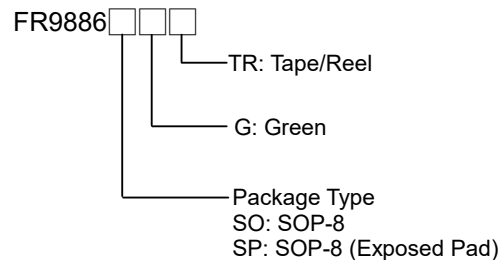 FR9886
TR: Tape/Reel
G: Green
Package Type
SO: SOP-8
SP: SOP-8 (Exposed Pad)